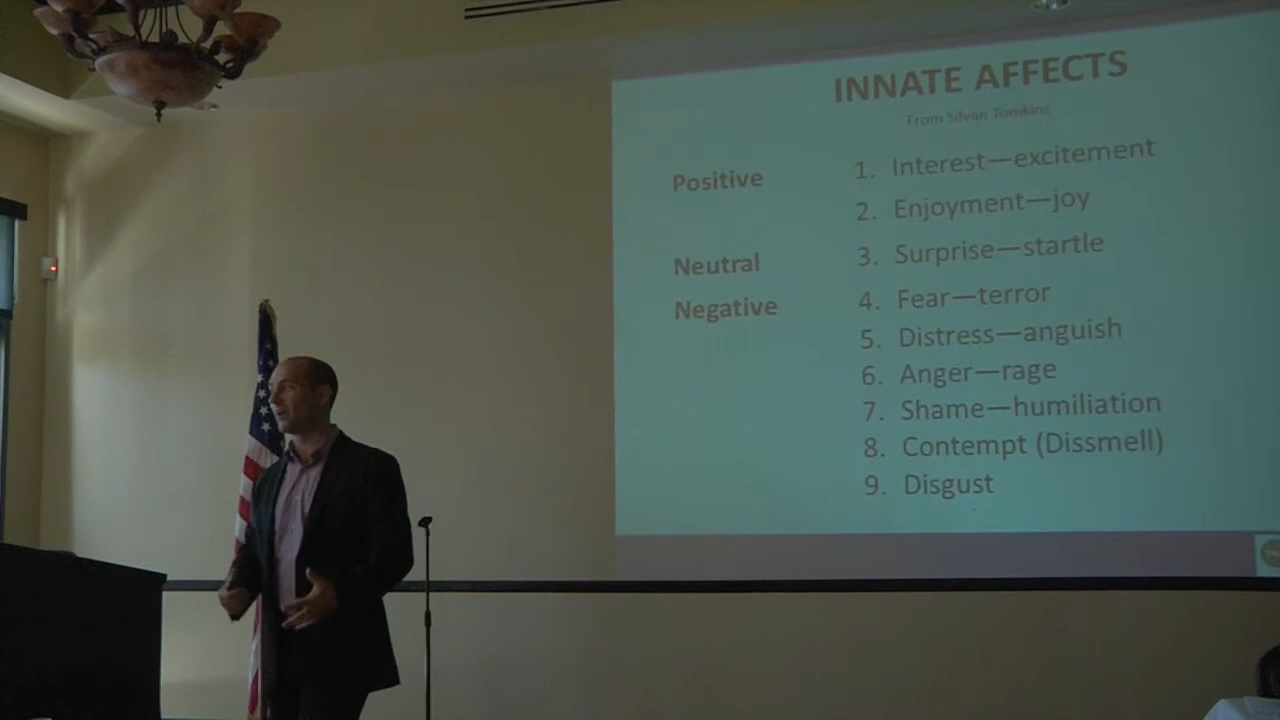 INNATE AFFECTS
From Silvan Tomkins
Positive 1. Interest—excitement
2. Enjoyment—joy
Neutral 3. Surprise—startle
Negative 4. Fear—terror
5. Distress—anguish
6. Anger—rage
7. Shame—humiliation
8. Contempt (Dissmell)
9. Disgust